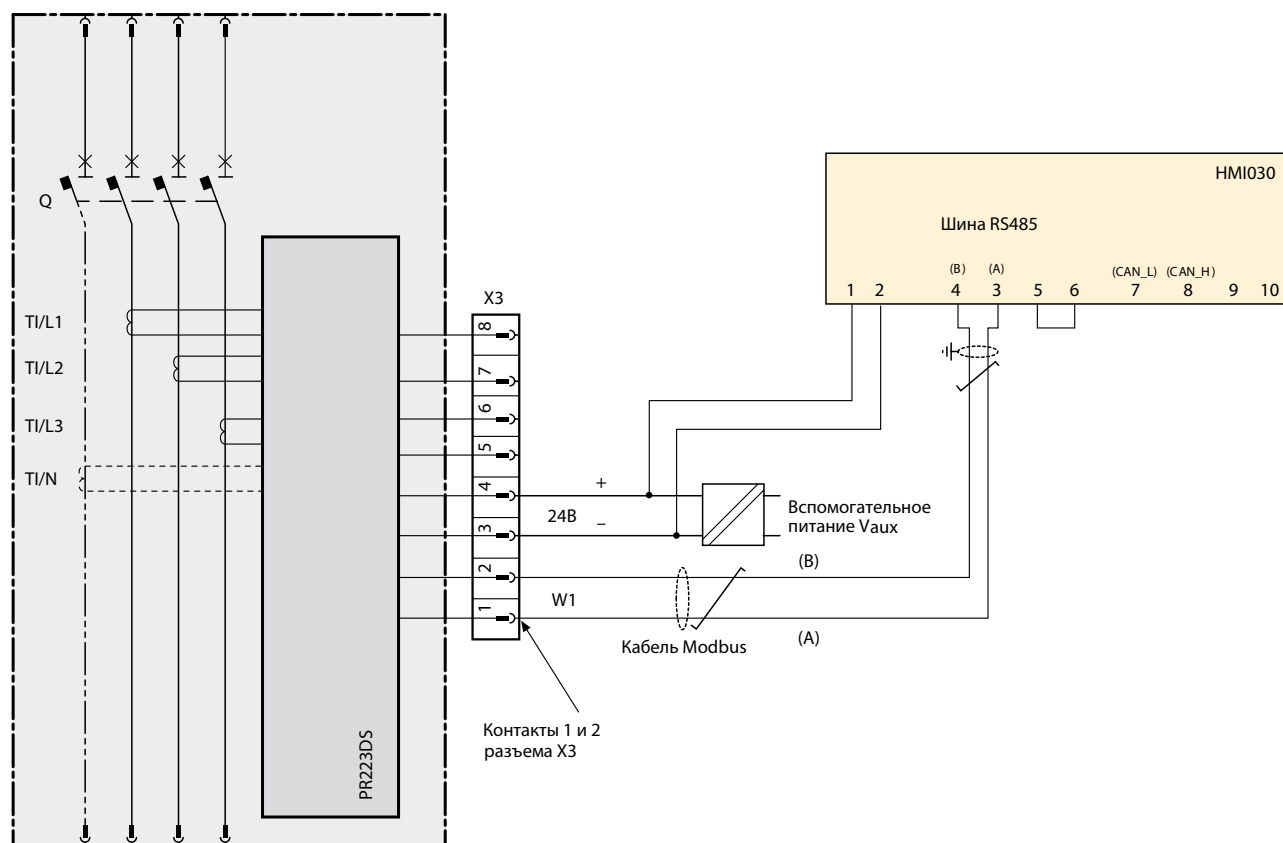 HMI030
Шина RS485
(B) (A) (CAN_L) (CAN_H)
1 2 4 3 5 6 7 8 9 10
Q
TI/L1
TI/L2
TI/L3
TI/N
PR223DS
X3
8
7
6
5
4
3
2
1
+
24В
–
Вспомогательное
питание Vaux
(B)
W1
(A)
Кабель Modbus
Контакты 1 и 2
разъема X3